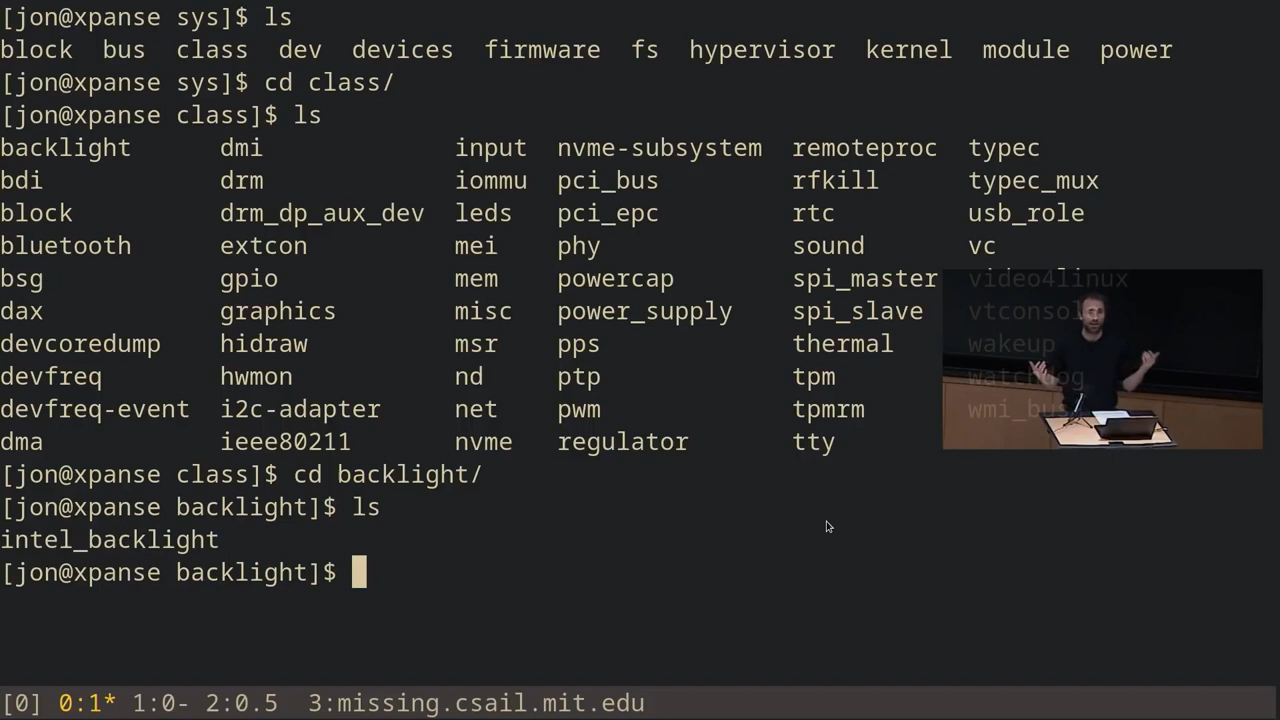 [jon@xpanse sys]$ ls
block bus class dev devices firmware fs hypervisor kernel module power
[jon@xpanse sys]$ cd class/
[jon@xpanse class]$ ls
backlight dmi input nvme-subsystem remoteproc typec
bdi drm iommu pci_bus rfkill typec_mux
block drm_dp_aux_dev leds pci_epc rtc usb_role
bluetooth extcon mei phy sound vc
bsg gpio mem powercap spi_master video4linux
dax graphics misc power_supply spi_slave vtconsol
devcoredump hidraw msr pps thermal wakeup
devfreq hwmon nd ptp tpm watchdog
devfreq-event i2c-adapter net pwm tpmrm wmi_bus
dma ieee80211 nvme regulator tty
[jon@xpanse class]$ cd backlight/
[jon@xpanse backlight]$ ls
intel_backlight
[jon@xpanse backlight]$
[0] 0:1* 1:0- 2:0.5 3:missing.csail.mit.edu